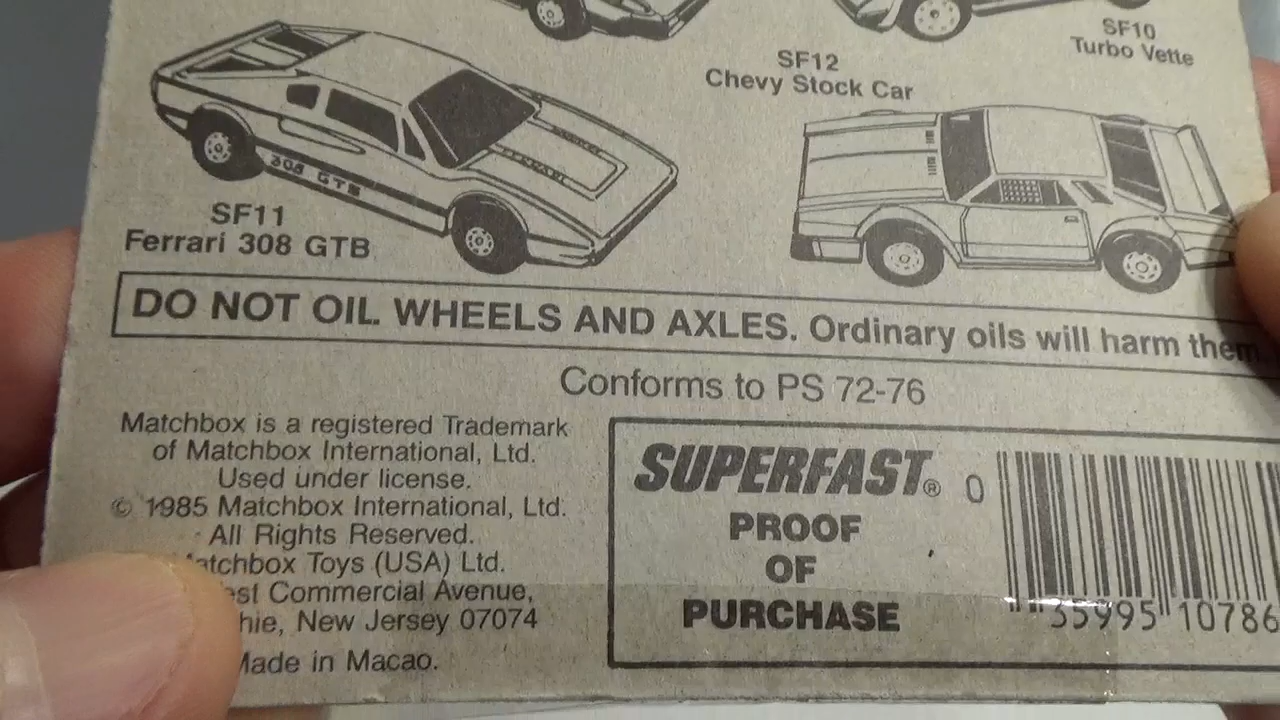 SF10
Turbo Vette
SF12
Chevy Stock Car
308 GTB
SF11
Ferrari 308 GTB
DO NOT OIL WHEELS AND AXLES. Ordinary oils will harm them
Conforms to PS 72-76
Matchbox is a registered Trademark
of Matchbox International, Ltd.
Used under license.
© 1985 Matchbox International, Ltd.
All Rights Reserved.
Matchbox Toys (USA) Ltd.
Commercial Avenue,
New Jersey 07074
Made in Macao.
SUPERFAST®
PROOF
OF
PURCHASE
0 35995 10786